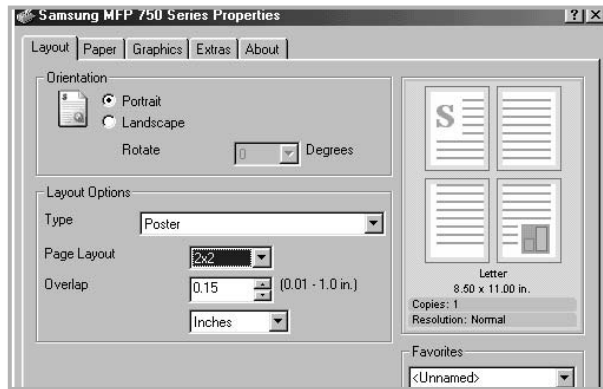 Samsung MFP 750 Series Properties
Layout Paper Graphics Extras About
Orientation
Portrait
Landscape
Rotate 0 Degrees
Layout Options
Type Poster
Page Layout 2x2
Overlap 0.15 (0.01 - 1.0 in.)
Inches
S
Letter
8.50 x 11.00 in.
Copies: 1
Resolution: Normal
Favorites
<Unnamed>